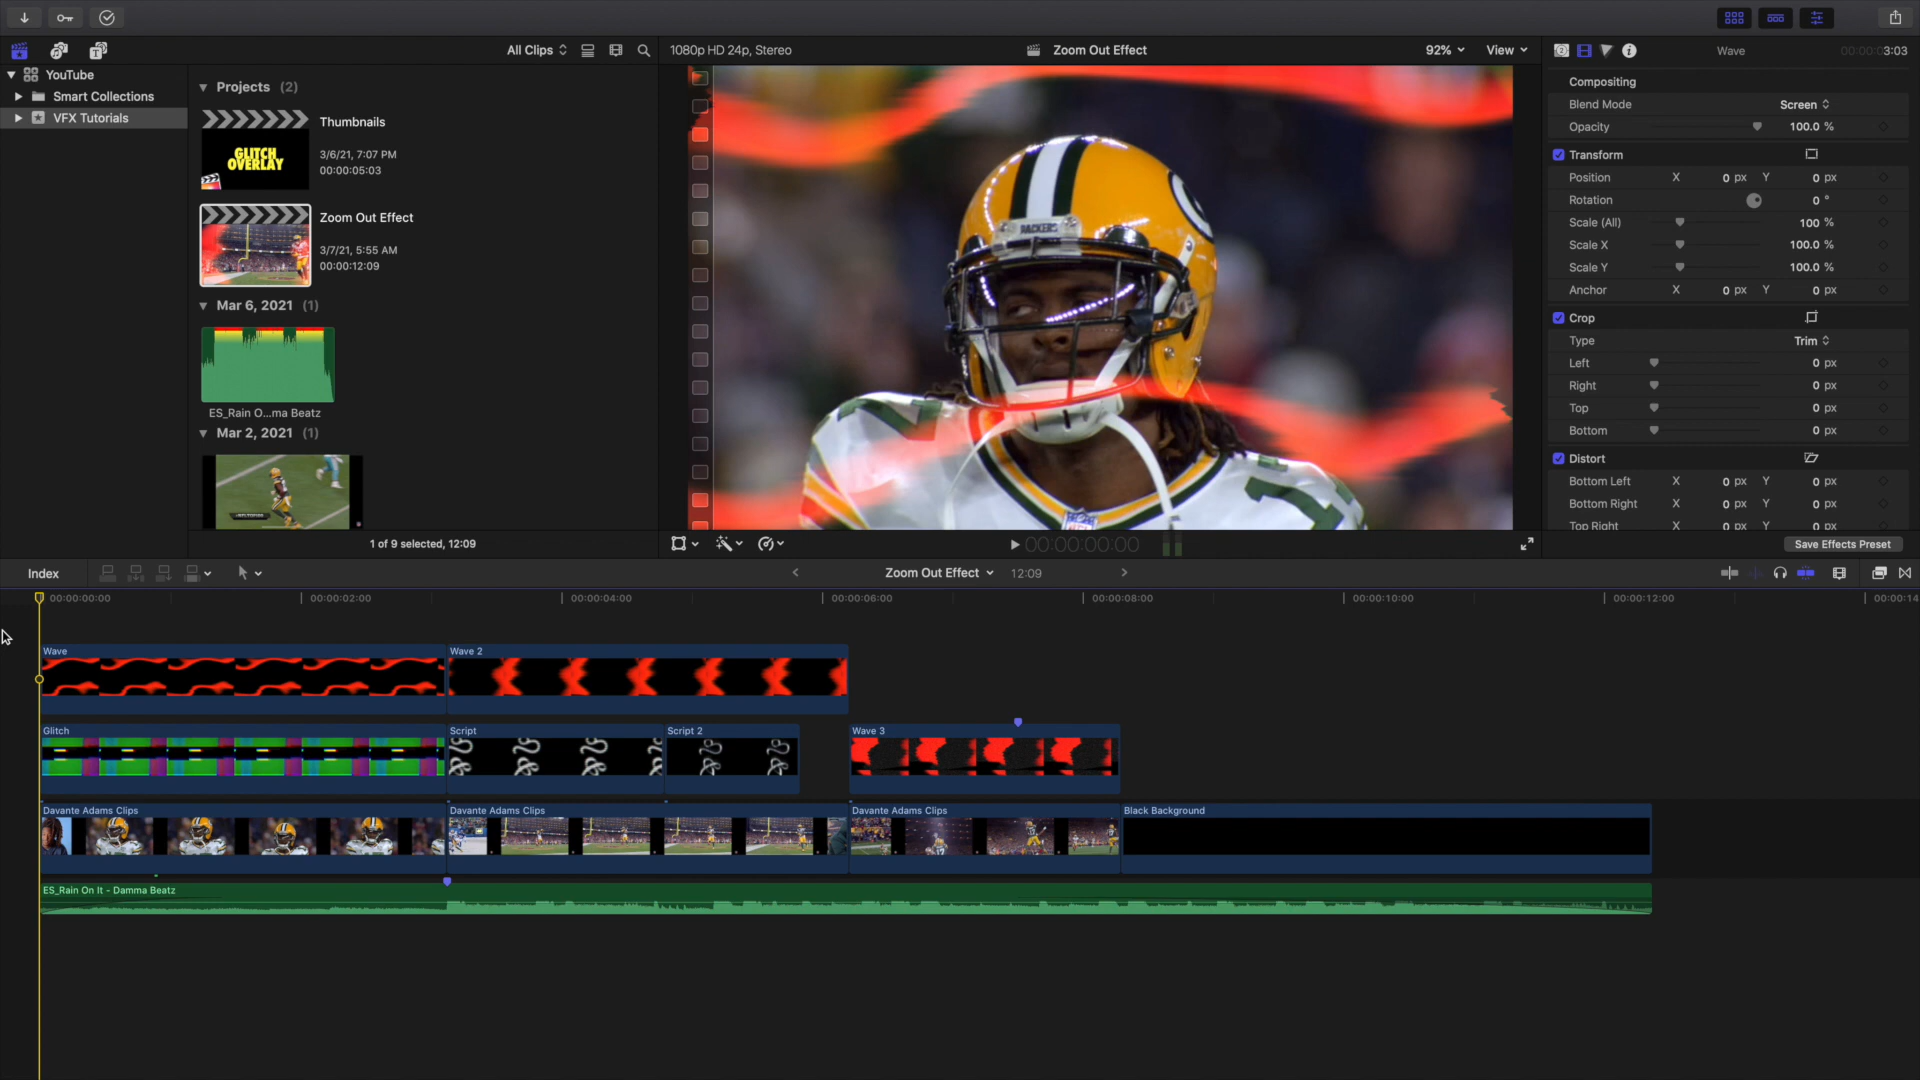 All Clips
1080p HD 24p, Stereo
Zoom Out Effect
92%
View
Wave
00:00:03:03
YouTube
Smart Collections
VFX Tutorials
Projects (2)
GLITCH
OVERLAY
Thumbnails
3/6/21, 7:07 PM
00:00:05:03
Zoom Out Effect
3/7/21, 5:55 AM
00:00:12:09
Mar 6, 2021 (1)
ES_Rain O...ma Beatz
Mar 2, 2021 (1)
1 of 9 selected, 12:09
PACKERS
NFL
00:00:00:00
Compositing
Blend Mode Screen
Opacity 100.0 %
Transform
Position X 0 px Y 0 px
Rotation 0 °
Scale (All) 100 %
Scale X 100.0 %
Scale Y 100.0 %
Anchor X 0 px Y 0 px
Crop
Type Trim
Left 0 px
Right 0 px
Top 0 px
Bottom 0 px
Distort
Bottom Left X 0 px Y 0 px
Bottom Right X 0 px Y 0 px
Top Right X 0 px Y 0 px
Save Effects Preset
Index
Zoom Out Effect
12:09
00:00:00:00
00:00:02:00
00:00:04:00
00:00:06:00
00:00:08:00
00:00:10:00
00:00:12:00
00:00:14
Wave
Wave 2
Glitch
Script
Script 2
Wave 3
Davante Adams Clips
Davante Adams Clips
Davante Adams Clips
Black Background
ES_Rain On It - Damma Beatz